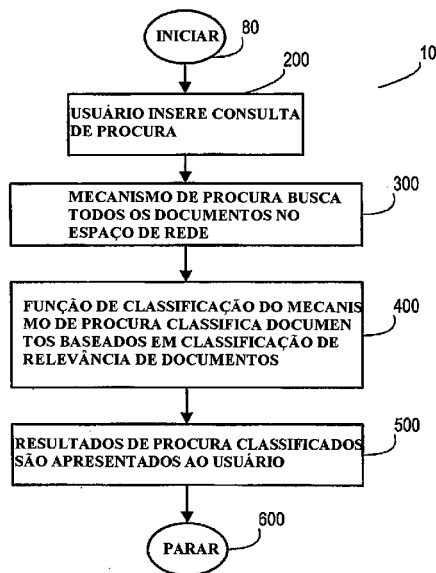 INICIAR
80
10
200
USUÁRIO INSERE CONSULTA
DE PROCURA
300
MECANISMO DE PROCURA BUSCA
TODOS OS DOCUMENTOS NO
ESPAÇO DE REDE
400
FUNÇÃO DE CLASSIFICAÇÃO DO MECANIS
MO DE PROCURA CLASSIFICA DOCUMEN
TOS BASEADOS EM CLASSIFICAÇÃO DE
RELEVÂNCIA DE DOCUMENTOS
500
RESULTADOS DE PROCURA CLASSIFICADOS
SÃO APRESENTADOS AO USUÁRIO
600
PARAR